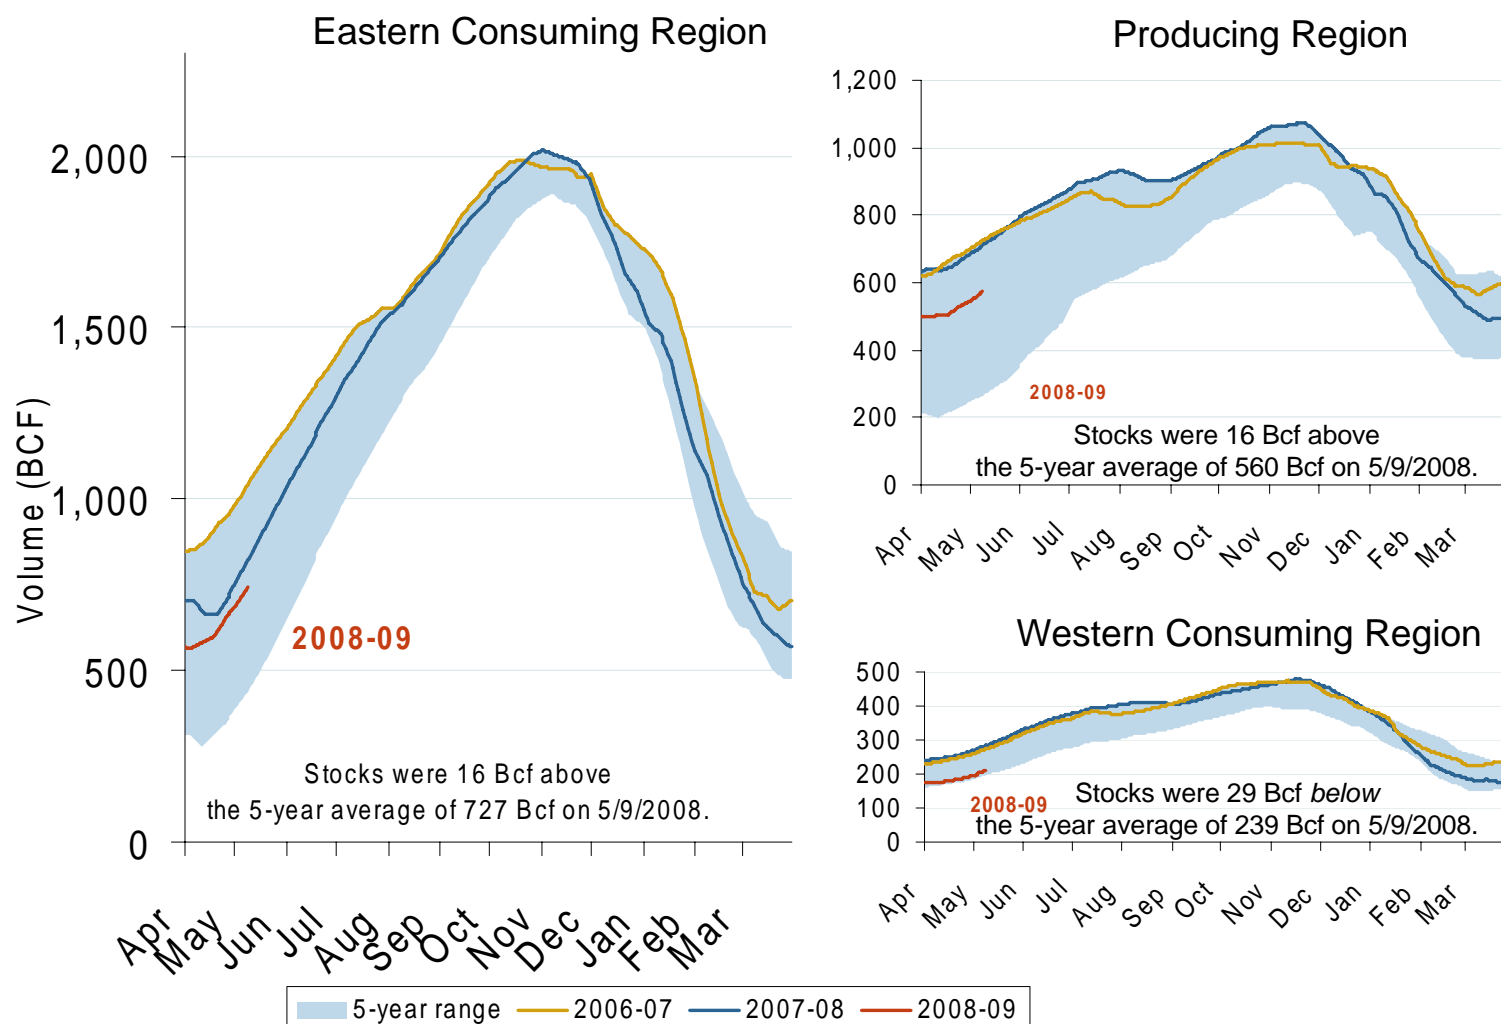 Eastern Consuming Region
Volume (BCF)
2,000
1,500
1,000
500
0
2008-09
Stocks were 16 Bcf above
the 5-year average of 727 Bcf on 5/9/2008.
Apr
May
Jun
Jul
Aug
Sep
Oct
Nov
Dec
Jan
Feb
Mar
Producing Region
1,200
1,000
800
600
400
200
0
2008-09
Stocks were 16 Bcf above
the 5-year average of 560 Bcf on 5/9/2008.
Apr
May
Jun
Jul
Aug
Sep
Oct
Nov
Dec
Jan
Feb
Mar
Western Consuming Region
500
400
300
200
100
0
2008-09
Stocks were 29 Bcf below
the 5-year average of 239 Bcf on 5/9/2008.
Apr
May
Jun
Jul
Aug
Sep
Oct
Nov
Dec
Jan
Feb
Mar
5-year range 2006-07 2007-08 2008-09